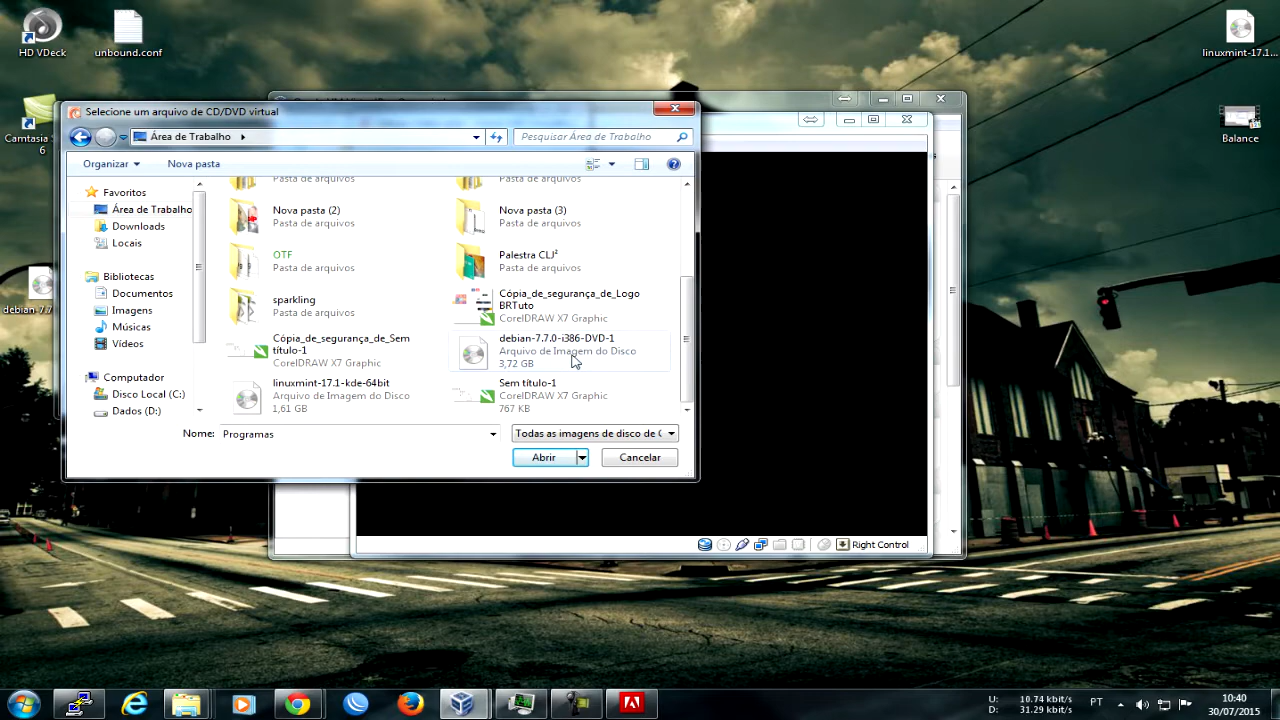 HD VDeck
unbound.conf
linuxmint-17.1...
Camtasia
6
Balance
debian-7.7
Selecione um arquivo de CD/DVD virtual
Área de Trabalho
Pesquisar Área de Trabalho
Organizar
Nova pasta
Favoritos
Área de Trabalho
Downloads
Locais
Bibliotecas
Documentos
Imagens
Músicas
Vídeos
Computador
Disco Local (C:)
Dados (D:)
Pasta de arquivos
Pasta de arquivos
Nova pasta (2)
Pasta de arquivos
Nova pasta (3)
Pasta de arquivos
OTF
Pasta de arquivos
Palestra CLJ²
Pasta de arquivos
sparkling
Pasta de arquivos
Cópia_de_segurança_de_Logo
BRTuto
CorelDRAW X7 Graphic
Cópia_de_segurança_de_Sem
título-1
CorelDRAW X7 Graphic
debian-7.7.0-i386-DVD-1
Arquivo de Imagem do Disco
3,72 GB
linuxmint-17.1-kde-64bit
Arquivo de Imagem do Disco
1,61 GB
Sem título-1
CorelDRAW X7 Graphic
767 KB
Nome:
Programas
Todas as imagens de disco de
Abrir
Cancelar
Right Control
U: 10.74 kbit/s
D: 31.29 kbit/s
PT
10:40
30/07/2015